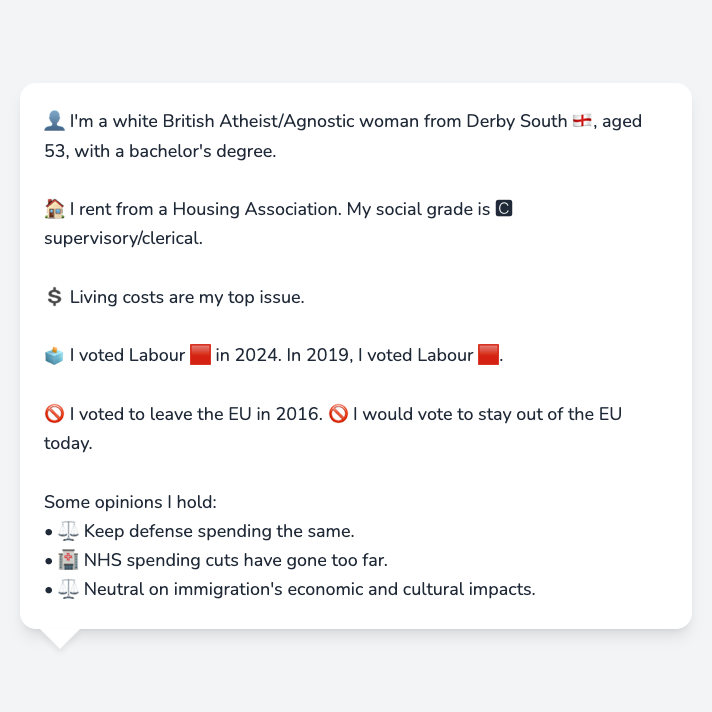 👤 I'm a white British Atheist/Agnostic woman from Derby South 🏴󠁧󠁢󠁥󠁮󠁧󠁿, aged
53, with a bachelor's degree.
🏠 I rent from a Housing Association. My social grade is C
supervisory/clerical.
💲 Living costs are my top issue.
🗳️ I voted Labour 🟥 in 2024. In 2019, I voted Labour 🟥.
🚫 I voted to leave the EU in 2016. 🚫 I would vote to stay out of the EU
today.
Some opinions I hold:
• ⚖️ Keep defense spending the same.
• 🏥 NHS spending cuts have gone too far.
• ⚖️ Neutral on immigration's economic and cultural impacts.